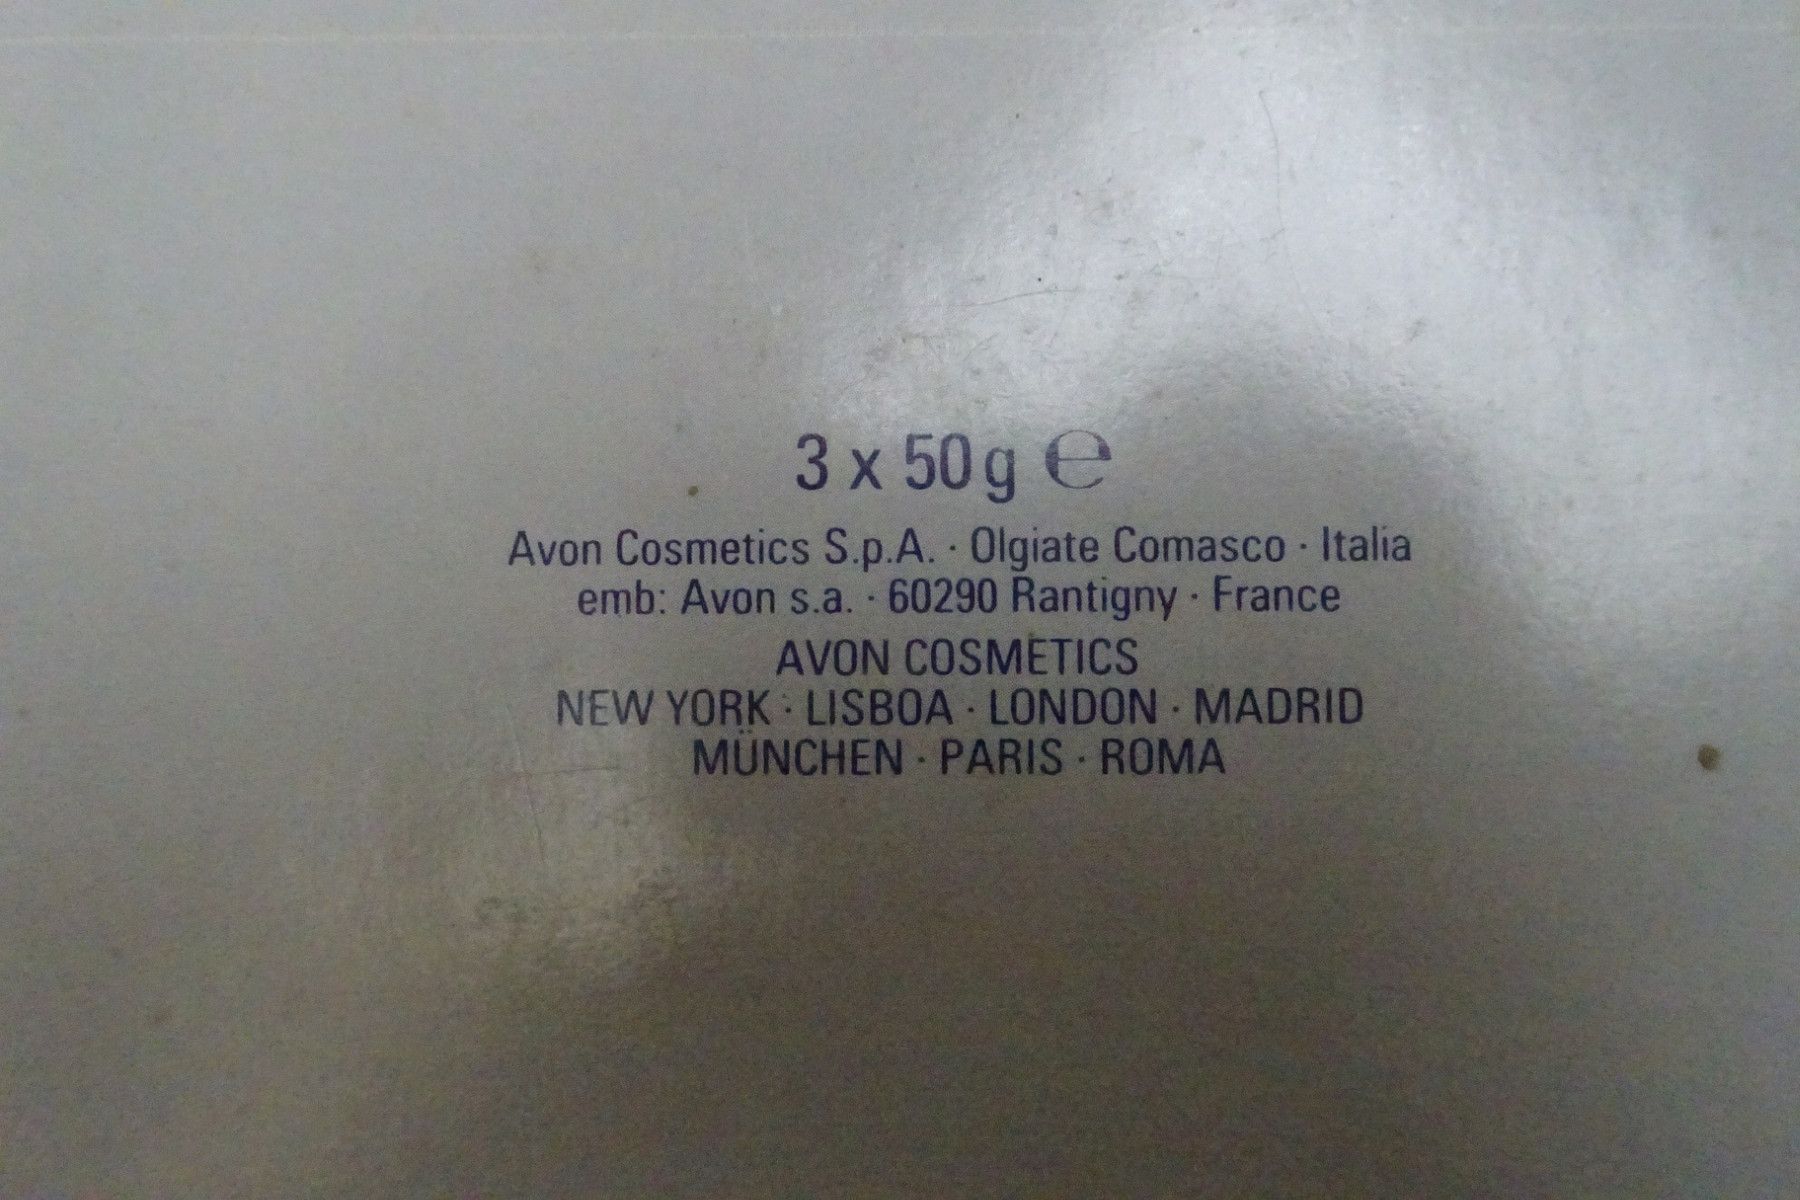 3 x 50g ℮
Avon Cosmetics S.p.A. · Olgiate Comasco · Italia
emb: Avon s.a. · 60290 Rantigny · France
AVON COSMETICS
NEW YORK · LISBOA · LONDON · MADRID
MÜNCHEN · PARIS · ROMA